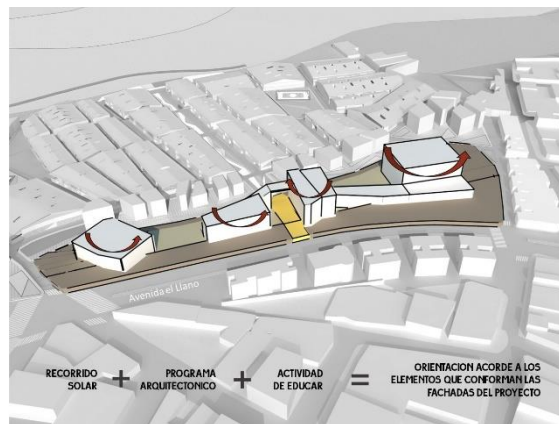 Avenida el Llano
RECORRIDO
SOLAR
+
PROGRAMA
ARQUITECTONICO
+
ACTIVIDAD
DE EDUCAR
=
ORIENTACION ACORDE A LOS
ELEMENTOS QUE CONFORMAN LAS
FACHADAS DEL PROYECTO